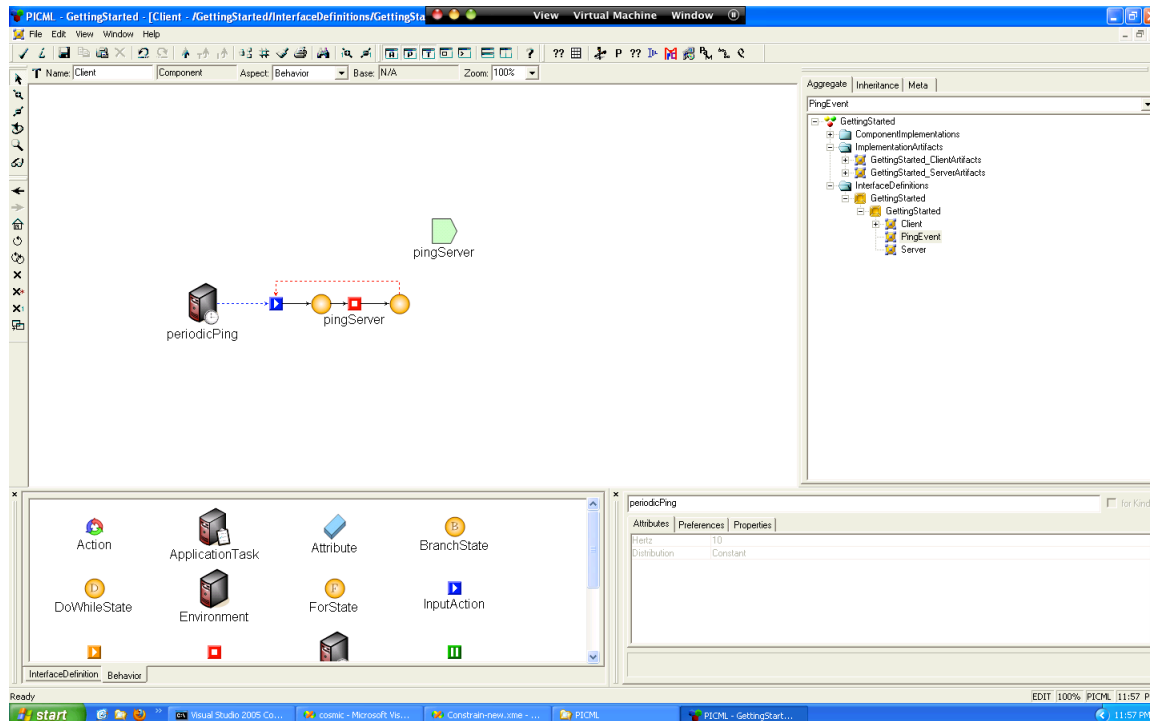 PICML - GettingStarted - [Client - /GettingStarted/InterfaceDefinitions/GettingSta
View Virtual Machine Window
File Edit View Window Help
Name: Client Component Aspect: Behavior Base: N/A Zoom: 100%
Aggregate Inheritance Meta
PingEvent
GettingStarted
ComponentImplementations
ImplementationArtifacts
GettingStarted_ClientArtifacts
GettingStarted_ServerArtifacts
InterfaceDefinitions
GettingStarted
GettingStarted
Client
PingEvent
Server
pingServer
pingServer
periodicPing
Action
ApplicationTask
Attribute
BranchState
DoWhileState
Environment
ForState
InputAction
InterfaceDefinition Behavior
periodicPing
for Kind
Attributes Preferences Properties
Hertz 10
Distribution Constant
Ready
EDIT 100% PICML 11:57 P
start
Visual Studio 2005 Co...
cosmic - Microsoft Vis...
Constrain-new.xme - ...
PICML
PICML - GettingStart...
11:57 PM